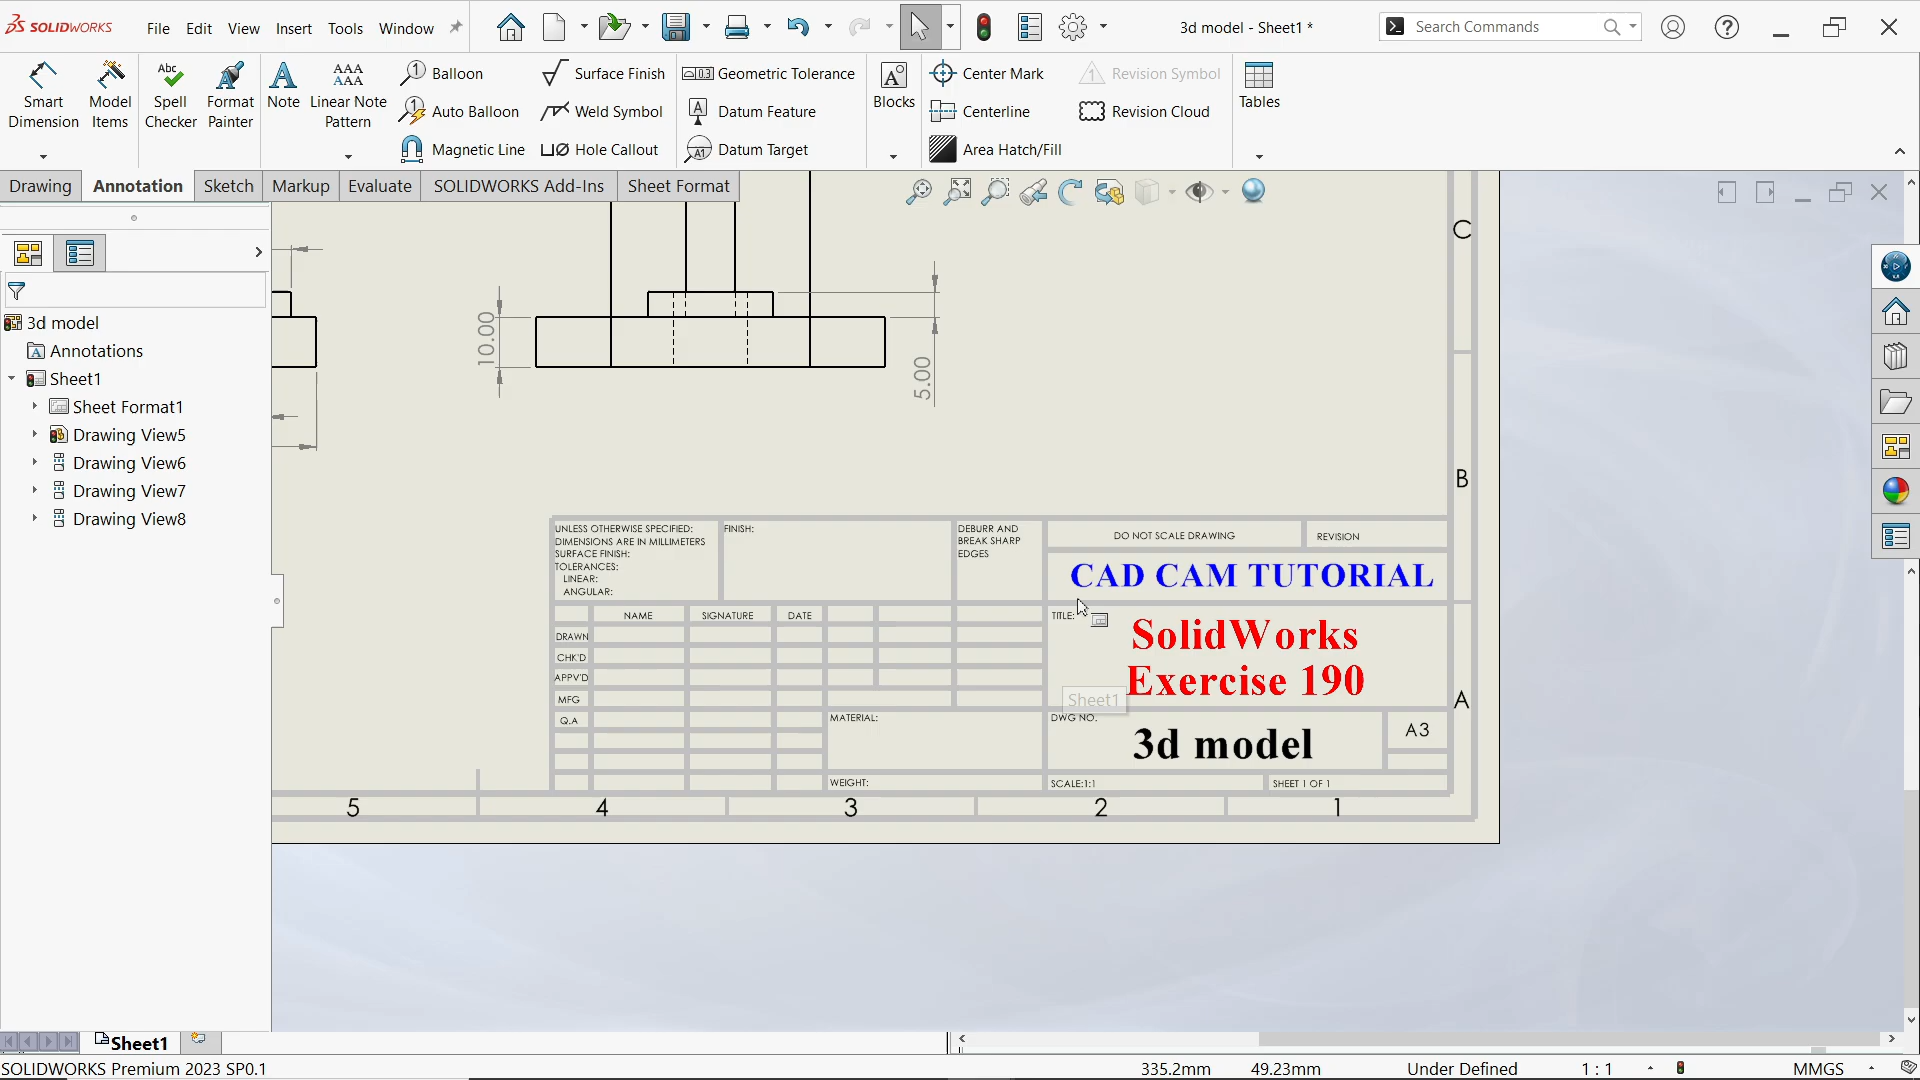 SOLIDWORKS
File Edit View Insert Tools Window
3d model - Sheet1 *
Search Commands
Smart Dimension
Model Items
Spell Checker
Format Painter
Note
Linear Note Pattern
Balloon
Auto Balloon
Magnetic Line
Surface Finish
Weld Symbol
Hole Callout
Geometric Tolerance
Datum Feature
Datum Target
Blocks
Center Mark
Centerline
Area Hatch/Fill
Revision Symbol
Revision Cloud
Tables
Drawing Annotation Sketch Markup Evaluate SOLIDWORKS Add-Ins Sheet Format
3d model
Annotations
Sheet1
Sheet Format1
Drawing View5
Drawing View6
Drawing View7
Drawing View8
10.00
5.00
C
B
A
UNLESS OTHERWISE SPECIFIED:
DIMENSIONS ARE IN MILLIMETERS
SURFACE FINISH:
TOLERANCES:
LINEAR:
ANGULAR:
FINISH:
DEBURR AND
BREAK SHARP
EDGES
DO NOT SCALE DRAWING
REVISION
CAD CAM TUTORIAL
NAME SIGNATURE DATE
DRAWN
CHK'D
APPV'D
MFG
Q.A
TITLE:
SolidWorks
Exercise 190
Sheet1
MATERIAL:
DWG NO.
3d model
A3
WEIGHT:
SCALE:1:1
SHEET 1 OF 1
5 4 3 2 1
Sheet1
SOLIDWORKS Premium 2023 SP0.1
335.2mm 49.23mm Under Defined 1 : 1 MMGS